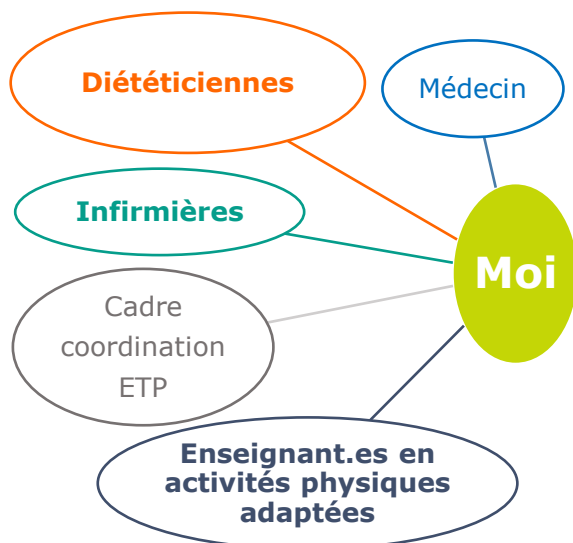 Diététiciennes
Médecin
Infirmières
Moi
Cadre
coordination
ETP
Enseignant.es en
activités physiques
adaptées